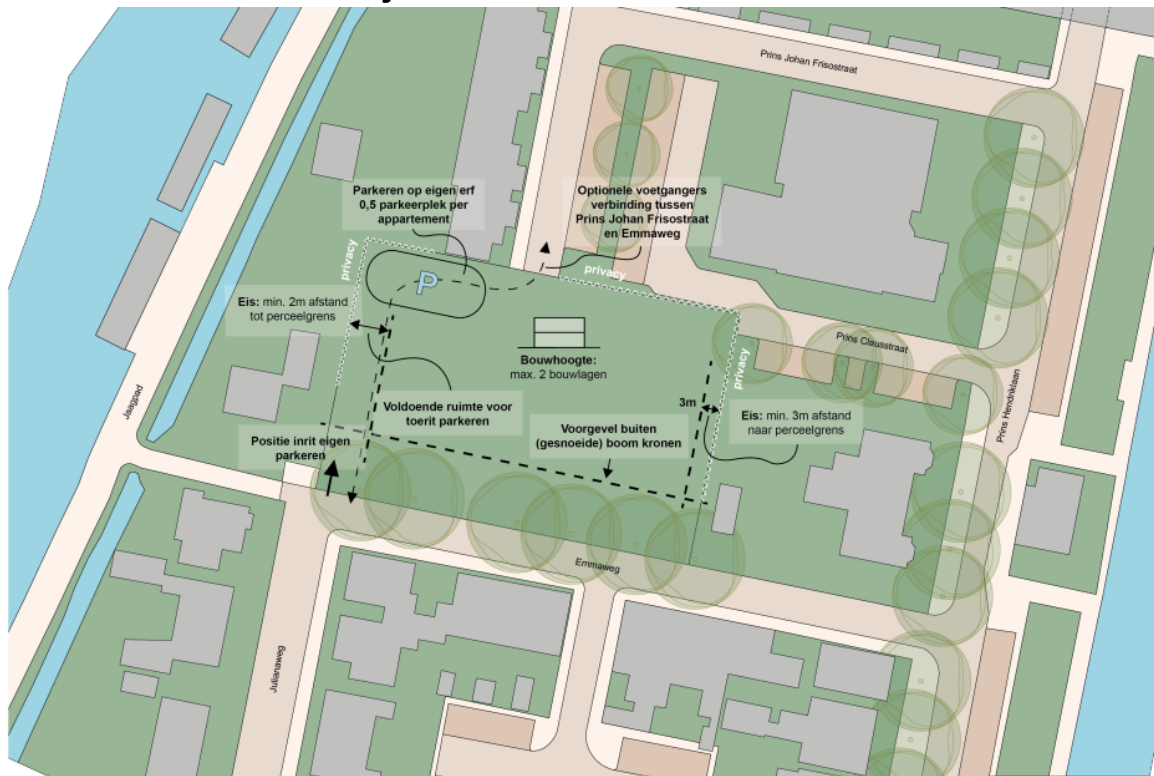 Prins Johan Frisostraat
Parkeren op eigen erf
0,5 parkeerplek per
appartement
Optionele voetgangers
verbinding tussen
Prins Johan Frisostraat
en Emmaweg
privacy
privacy
P
Eis: min. 2m afstand
tot perceelgrens
Bouwhoogte:
max. 2 bouwlagen
Prins Clausstraat
privacy
Jaagpad
Voldoende ruimte voor
toerit parkeren
3m
Eis: min. 3m afstand
naar perceelgrens
Prins Hendriklaan
Positie inrit eigen
parkeren
Voorgevel buiten
(gesnoeide) boom kronen
Emmaweg
Julianaweg